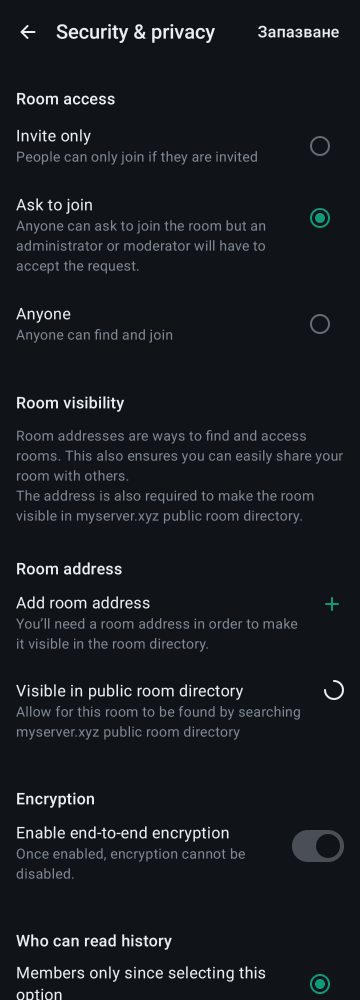 Security & privacy
Запазване
Room access
Invite only
People can only join if they are invited
Ask to join
Anyone can ask to join the room but an
administrator or moderator will have to
accept the request.
Anyone
Anyone can find and join
Room visibility
Room addresses are ways to find and access
rooms. This also ensures you can easily share your
room with others.
The address is also required to make the room
visible in myserver.xyz public room directory.
Room address
Add room address
You’ll need a room address in order to make
it visible in the room directory.
Visible in public room directory
Allow for this room to be found by searching
myserver.xyz public room directory
Encryption
Enable end-to-end encryption
Once enabled, encryption cannot be
disabled.
Who can read history
Members only since selecting this
option